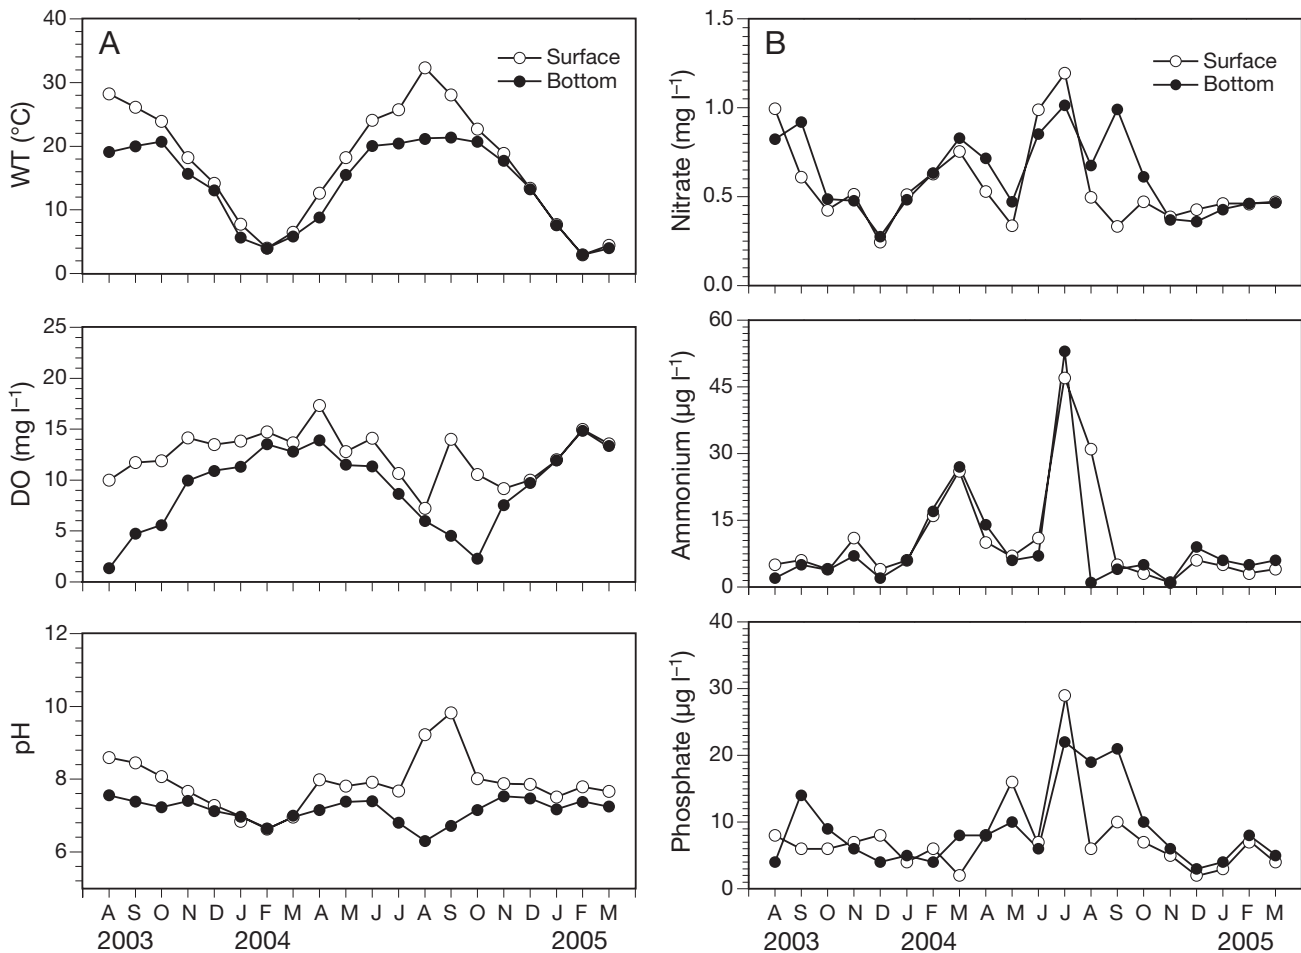 A
Surface
Bottom
WT (°C)
40
30
20
10
0
DO (mg l⁻¹)
25
20
15
10
5
0
pH
12
10
8
6
A S O N D J F M A M J J A S O N D J F M
2003 2004 2005
B
Surface
Bottom
Nitrate (mg l⁻¹)
1.5
1.0
0.5
0.0
Ammonium (µg l⁻¹)
60
45
30
15
0
Phosphate (µg l⁻¹)
40
30
20
10
0
A S O N D J F M A M J J A S O N D J F M
2003 2004 2005